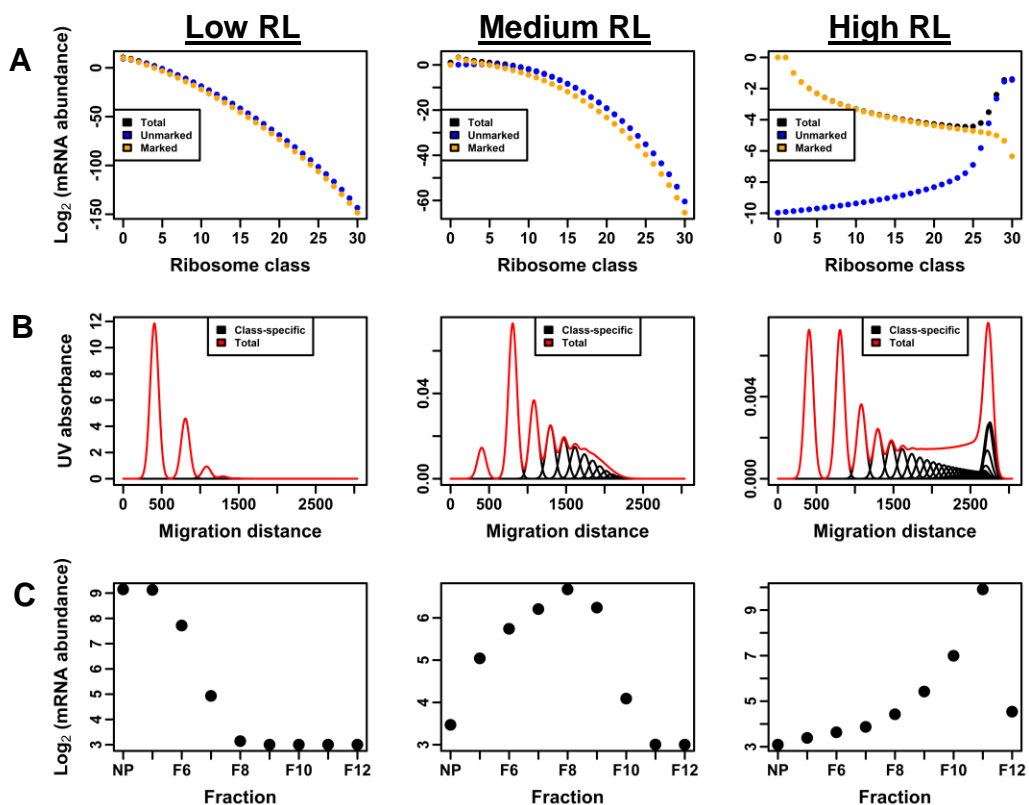 Low RL
Medium RL
High RL
A
Log2 (mRNA abundance)
0
-50
-100
-150
Total
Unmarked
Marked
0 5 10 15 20 25 30
Ribosome class
0
-20
-40
-60
Total
Unmarked
Marked
0 5 10 15 20 25 30
Ribosome class
0
-2
-4
-6
-8
-10
Total
Unmarked
Marked
0 5 10 15 20 25 30
Ribosome class
B
UV absorbance
12
10
8
6
4
2
0
Class-specific
Total
0 500 1500 2500
Migration distance
0.04
0.00
Class-specific
Total
0 500 1500 2500
Migration distance
0.004
0.000
Class-specific
Total
0 500 1500 2500
Migration distance
C
Log2 (mRNA abundance)
9
8
7
6
5
4
3
NP F6 F8 F10 F12
Fraction
6
5
4
3
NP F6 F8 F10 F12
Fraction
9
7
5
3
NP F6 F8 F10 F12
Fraction